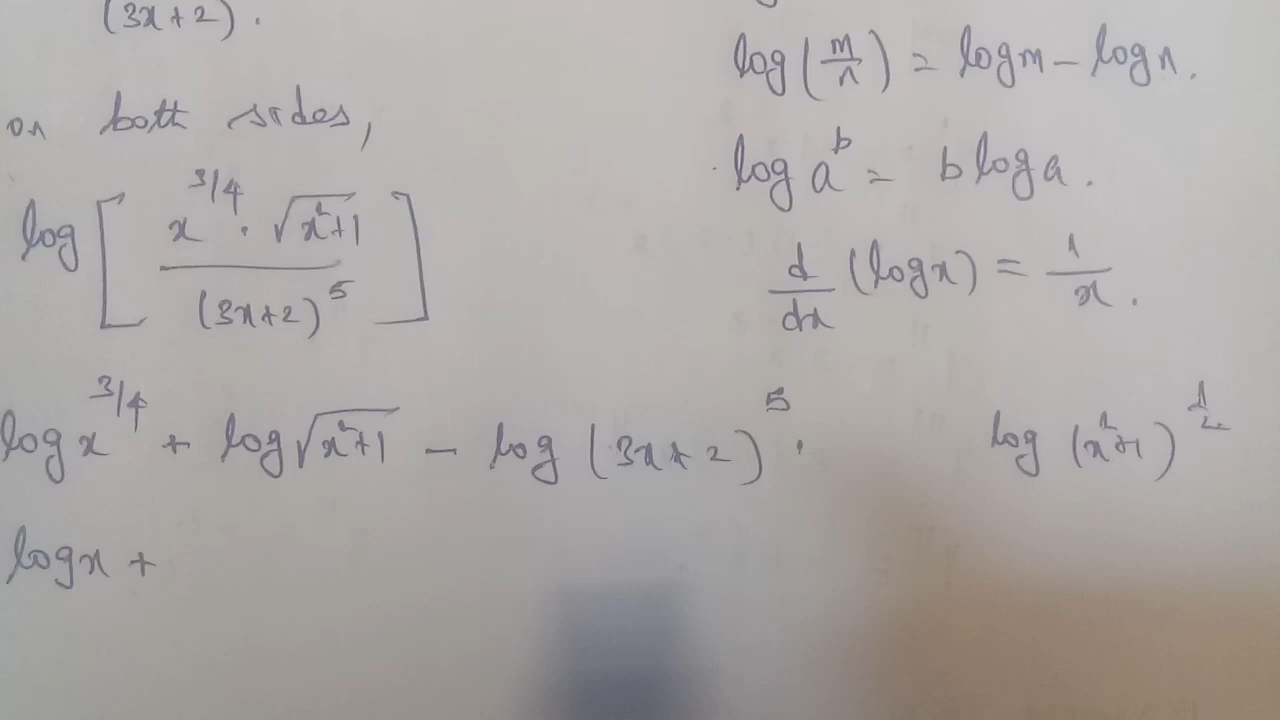 (3x+2).
on both sides,
log [ x^{3/4} · √(x²+1) / (3x+2)^5 ]
log x^{3/4} + log √(x²+1) − log (3x+2)^5 .
log x +
log (m/n) = log m − log n.
log a^b = b log a.
d/dx (log x) = 1/x .
log (x²+1)^{1/2}